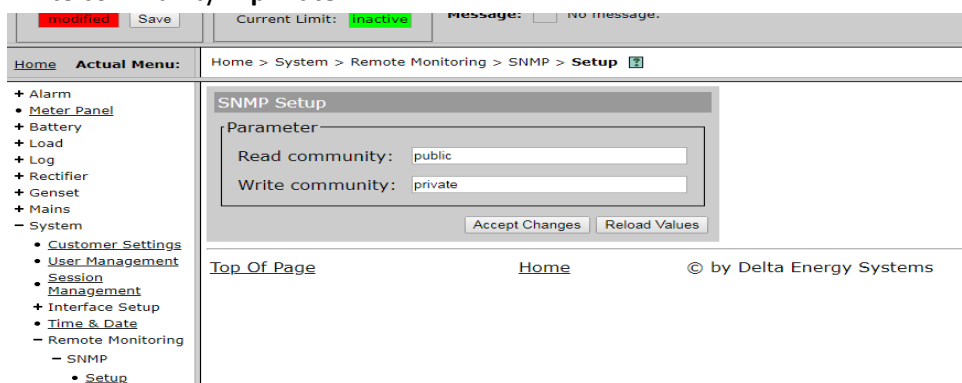 modified Save
Current Limit: inactive
Message: No message.
Home Actual Menu:
Home > System > Remote Monitoring > SNMP > Setup ?
+ Alarm
• Meter Panel
+ Battery
+ Load
+ Log
+ Rectifier
+ Genset
+ Mains
− System
• Customer Settings
• User Management
• Session
Management
+ Interface Setup
• Time & Date
− Remote Monitoring
− SNMP
• Setup
SNMP Setup
Parameter
Read community: public
Write community: private
Accept Changes Reload Values
Top Of Page Home © by Delta Energy Systems